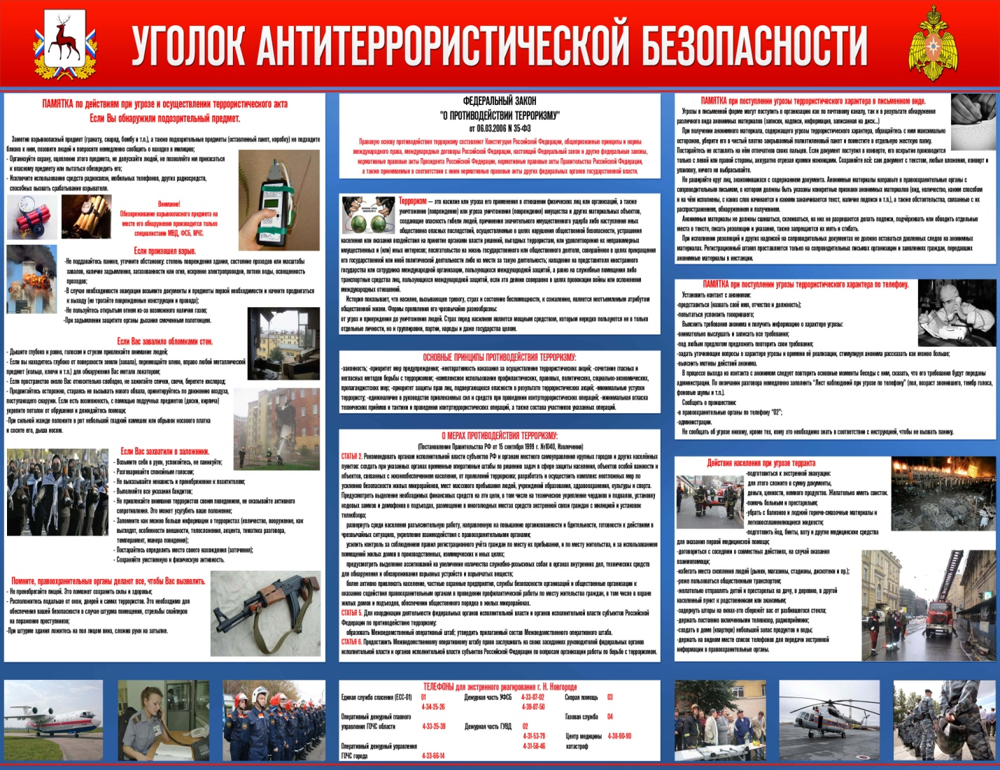 УГОЛОК АНТИТЕРРОРИСТИЧЕСКОЙ БЕЗОПАСНОСТИ
ПАМЯТКА по действиям при угрозе и осуществлении террористического акта
Если Вы обнаружили подозрительный предмет.
Заметив взрывоопасный предмет (гранату, снаряд, бомбу и т.п.), а также подозрительные предметы (оставленный пакет, коробку) не подходите
близко к ним, позовите людей и попросите немедленно сообщить о находке в милицию;
- Организуйте охрану, оцепление этого предмета, не допускайте людей, не позволяйте им прикасаться
к опасному предмету или пытаться обезвредить его;
- Исключите использование средств радиосвязи, мобильных телефонов, других радиосредств,
способных вызвать срабатывание взрывателя.
Внимание!
Обезвреживание взрывоопасного предмета на
месте его обнаружения производится только
специалистами МВД, ФСБ, МЧС.
Если произошел взрыв.
-Не поддавайтесь панике, уточните обстановку: степень повреждения здания, состояние проходов или масштабы
завалов, наличие задымления, загазованности или огня, искрение электропроводки, потоки воды, освещенность
проходов;
-В случае необходимости эвакуации возьмите документы и предметы первой необходимости и начните продвигаться
к выходу (не трогайте поврежденные конструкции и провода);
-Не пользуйтесь открытым огнем из-за возможного наличия газов;
-При задымлении защитите органы дыхания смоченным полотенцем.
Если Вас завалило обломками стен.
- Дышите глубоко и ровно, голосом и стуком привлекайте внимание людей;
- Если вы находитесь глубоко от поверхности земли (завала), перемещайте влево, вправо любой металлический
предмет (кольцо, ключи и т.п.) для обнаружения Вас метало локатором;
- Если пространство около Вас относительно свободно, не зажигайте спички, свечи, берегите кислород;
- Продвигайтесь осторожно, стараясь не вызывать нового обвала, ориентируйтесь по движению воздуха,
поступающего снаружи. Если есть возможность, с помощью подручных предметов (доски, кирпича)
укрепите потолок от обрушения и дожидайтесь помощи;
-При сильной жажде положите в рот небольшой гладкий камешек или обрывок носового платка
и сосите его, дыша носом.
Если Вас захватили в заложники.
- Возьмите себя в руки, успокойтесь, не паникуйте;
- Разговаривайте спокойным голосом;
- Не выказывайте ненависть и пренебрежение к похитителям;
- Выполняйте все указания бандитов;
- Не привлекайте внимания террористов своим поведением, не оказывайте активного
сопротивления. Это может усугубить ваше положение;
- Запомните как можно больше информации о террористах (количество, вооружение, как
выглядят, особенности внешности, телосложения, акцента, тематика разговора,
темперамент, манера поведения);
- Постарайтесь определить место своего нахождения (заточения);
- Сохраняйте умственную и физическую активность.
Помните, правоохранительные органы делают все, чтобы Вас вызволить.
- Не пренебрегайте пищей. Это поможет сохранить силы и здоровье;
- Расположитесь подальше от окон, дверей и самих террористов. Это необходимо для
обеспечения вашей безопасности в случае штурма помещения, стрельбы снайперов
на поражение преступников;
-При штурме здания ложитесь на пол лицом вниз, сложив руки на затылке.
ФЕДЕРАЛЬНЫЙ ЗАКОН
"О ПРОТИВОДЕЙСТВИИ ТЕРРОРИЗМУ"
от 06.03.2006 N 35-ФЗ
Правовую основу противодействия терроризму составляют Конституция Российской Федерации, общепризнанные принципы и нормы
международного права, международные договоры Российской Федерации, настоящий Федеральный закон и другие федеральные законы,
нормативные правовые акты Президента Российской Федерации, нормативные правовые акты Правительства Российской Федерации,
а также принимаемые в соответствии с ними нормативные правовые акты других федеральных органов государственной власти.
Терроризм — это насилие или угроза его применения в отношении физических лиц или организаций, а также
уничтожение (повреждение) или угроза уничтожения (повреждения) имущества и других материальных объектов,
создающие опасность гибели людей, причинения значительного имущественного ущерба либо наступления иных
общественно опасных последствий, осуществляемые в целях нарушения общественной безопасности, устрашения
населения или оказания воздействия на принятие органами власти решений, выгодных террористам, или удовлетворения их неправомерных
имущественных и (или) иных интересов; посягательство на жизнь государственного или общественного деятеля, совершённое в целях прекращения
его государственной или иной политической деятельности либо из мести за такую деятельность; нападение на представителя иностранного
государства или сотрудника международной организации, пользующихся международной защитой, а равно на служебные помещения либо
транспортные средства лиц, пользующихся международной защитой, если это деяние совершено в целях провокации войны или осложнения
международных отношений.
История показывает, что насилие, вызывающее тревогу, страх и состояние беспомощности, к сожалению, является неотъемлемым атрибутом
общественной жизни. Формы проявления его чрезвычайно разнообразны:
от угроз и принуждения до уничтожения людей. Страх перед насилием является мощным средством, которым нередко пользуются не в только
отдельные личности, но и группировки, партии, народы и даже государства целом.
ОСНОВНЫЕ ПРИНЦИПЫ ПРОТИВОДЕЙСТВИЯ ТЕРРОРИЗМУ:
-законность; -приоритет мер предупреждения; -неотвратимость наказания за осуществление террористических акций; -сочетание гласных и
негласных методов борьбы с терроризмом; -комплексное использование профилактических, правовых, политических, социально-экономических,
пропагандистских мер; -приоритет защиты прав лиц, подвергающихся опасности в результате террористических акций; -минимальные уступки
террористу; -единоначалие в руководстве привлекаемых сил и средств при проведении контртеррористических операций; -минимальная огласка
технических приёмов и тактики и проведения контртеррористических операций, а также состава участников указанных операций.
О МЕРАХ ПРОТИВОДЕЙСТВИЯ ТЕРРОРИЗМУ:
(Постановление Правительства РФ от 15 сентября 1999 г. №1040, Извлечения)
СТАТЬЯ 2. Рекомендовать органам исполнительной власти субъектов РФ и органам местного самоуправления крупных городов и других населённых
пунктов: создать при указанных органах временные оперативные штабы по решению задач в сфере защиты населения, объектов особой важности и
объектов, связанных с жизнеобеспечением населения, от проявлений терроризма; разработать и осуществить комплекс неотложных мер по
усилению безопасности жилых микрорайонов, мест массового пребывания людей, учреждений образования, здравоохранения, культуры и спорта.
Предусмотреть выделение необходимых финансовых средств на эти цели, в том числе на техническое укрепление чердаков и подвалов, установку
кодовых замков и домофонов в подъездах, размещение в многолюдных местах средств экстренной связи граждан с милицией и установок
телеобзора;
развернуть среди населения разъяснительную работу, направленную на повышение организованности и бдительности, готовности к действиям в
чрезвычайных ситуациях, укрепление взаимодействия с правоохранительными органами;
усилить контроль за соблюдением правил регистрационного учёта граждан по месту их пребывания, и по месту жительства, и за использованием
помещений жилых домов в производственных, коммерческих и иных целях;
предусмотреть выделение ассигнований на увеличение количества служебно-розыскных собак в органах внутренних дел, технических средств
для обнаружения и обезвреживания взрывных устройств и взрывчатых веществ;
более активно привлекать население, частные охранные предприятия, службы безопасности организаций и общественные организации к
оказанию содействия правоохранительным органам в проведении профилактической работы по месту жительства граждан, в том числе в охране
жилых домов и подъездов, обеспечении общественного порядка в жилых микрорайонах.
СТАТЬЯ 5. Для координации деятельности федеральных органов исполнительной власти и органов исполнительной власти субъектов Российской
Федерации по противодействию терроризму:
образовать Межведомственный оперативный штаб; утвердить прилагаемый состав Межведомственного оперативного штаба.
СТАТЬЯ 6. Предоставить Межведомственному оперативному штабу право заслушивать на своих заседаниях руководителей федеральных органов
исполнительной власти и органов исполнительной власти субъектов Российской Федерации по вопросам организации работы по борьбе с терроризмом.
ТЕЛЕФОНЫ для экстренного реагирования г. Н. Новгороде
Единая служба спасения (ЕСС-01) 01 Дежурная часть УФСБ 4-33-07-02 Скорая помощь 03
4-34-25-26 4-39-87-50
Оперативный дежурный главного Газовая служба 04
управления ГОЧС области 4-33-25-39 Дежурная часть ГУВД 02
4-31-53-79 Центр медицины 4-38-90-90
Оперативный дежурный управления 4-31-58-46 катастроф
ГОЧС города 4-33-66-14
ПАМЯТКА при поступлении угрозы террористического характера в письменном виде.
Угрозы в письменной форме могут поступить в организацию как по почтовому каналу, так и в результате обнаружения
различного вида анонимных материалов (записки, надписи, информация, записанная на диск...)
При получении анонимного материала, содержащего угрозы террористического характера, обращайтесь с ним максимально
осторожно, уберите его в чистый плотно закрываемый полиэтиленовый пакет и поместите в отдельную жесткую папку.
Постарайтесь не оставлять на нём отпечатков своих пальцев. Если документ поступил в конверте, его вскрытие производится
только с левой или правой стороны, аккуратно отрезая кромки ножницами. Сохраняйте всё: сам документ с текстом, любые вложения, конверт и
упаковку, ничего не выбрасывайте.
Не расширяйте круг лиц, знакомившихся с содержанием документа. Анонимные материалы направьте в правоохранительные органы с
сопроводительным письмом, в котором должны быть указаны конкретные признаки анонимных материалов (вид, количество, каким способом
и на чём исполнены, с каких слов начинается и какими заканчивается текст, наличие подписи и т.п.), а также обстоятельства, связанные с их
распространением, обнаружением и получением.
Анонимные материалы не должны сшиваться, склеиваться, на них не разрешается делать подписи, подчёркивать или обводить отдельные
места в тексте, писать резолюции и указания, также запрещается их мять и сгибать.
При исполнении резолюций и других надписей на сопроводительных документах не должно оставаться давленных следов на анонимных
материалах. Регистрационный штамп проставляется только на сопроводительных письмах организации и заявлениях граждан, передавших
анонимные материалы в инстанции.
ПАМЯТКА при поступлении угрозы террористического характера по телефону.
Установить контакт с анонимом:
-представиться (назвать своё имя, отчество и должность);
-попытаться успокоить говорившего;
Выяснить требования анонима и получить информацию о характере угрозы:
-внимательно выслушать и записать все требования;
-под любым предлогом предложить повторить свои требования;
-задать уточняющие вопросы о характере угрозы и времени её реализации, стимулируя анонима рассказать как можно больше;
-выяснить мотивы действий анонима.
В процессе выхода из контакта с анонимом следует повторить основные моменты беседы с ним, сказать, что его требования будут переданы
администрации. По окончании разговора немедленно заполнить "Лист наблюдений при угрозе по телефону" (пол, возраст звонившего, тембр голоса,
фоновые шумы и т.п.).
Сообщить о происшествии:
-в правоохранительные органы по телефону "02";
-администрации.
Не сообщать об угрозе никому, кроме тех, кому это необходимо знать в соответствии с инструкцией, чтобы не вызвать панику.
Действия населения при угрозе терракта
-подготовиться к экстренной эвакуации:
для этого сложите в сумку документы,
деньги, ценности, немного продуктов. Желательно иметь свисток.
-помочь больным и престарелым;
-убрать с балконов и лоджий горюче-смазочные материалы и
легковоспламеняющиеся жидкости;
-подготовить йод, бинты, вату и другие медицинские средства
для оказания первой медицинской помощи;
-договориться с соседями о совместных действиях, на случай оказания
взаимопомощи;
-избегать места скопления людей (рынки, магазины, стадионы, дискотеки и пр.);
-реже пользоваться общественным транспортом;
-желательно отправлять детей и престарелых на дачу, в деревню, в другой
населенный пункт к родственникам или знакомым;
-задернуть шторы на окнах-это сбережёт вас от разбившегося стекла;
-держать постоянно включенными телевизор, радиоприёмник;
-создать в доме (квартире) небольшой запас продуктов и воды;
-держать на видном месте список телефонов для передачи экстренной
информации в правоохранительные органы.